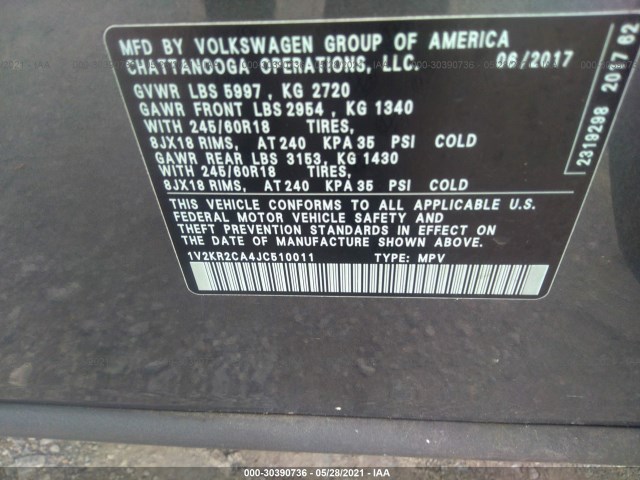 MFD BY VOLKSWAGEN GROUP OF AMERICA
CHATTANOOGA OPERATIONS, LLC. 06/2017
GVWR LBS 5997 , KG 2720
GAWR FRONT LBS 2954 , KG 1340
WITH 245/60R18 TIRES,
8JX18 RIMS, AT 240 KPA 35 PSI COLD
GAWR REAR LBS 3153, KG 1430
WITH 245/60R18 TIRES,
8JX18 RIMS, AT 240 KPA 35 PSI COLD
THIS VEHICLE CONFORMS TO ALL APPLICABLE U.S.
FEDERAL MOTOR VEHICLE SAFETY AND
THEFT PREVENTION STANDARDS IN EFFECT ON
THE DATE OF MANUFACTURE SHOWN ABOVE.
1V2KR2CA4JC510011 TYPE: MPV
2319298 2017 62
000-30390736 - 05/28/2021 - IAA